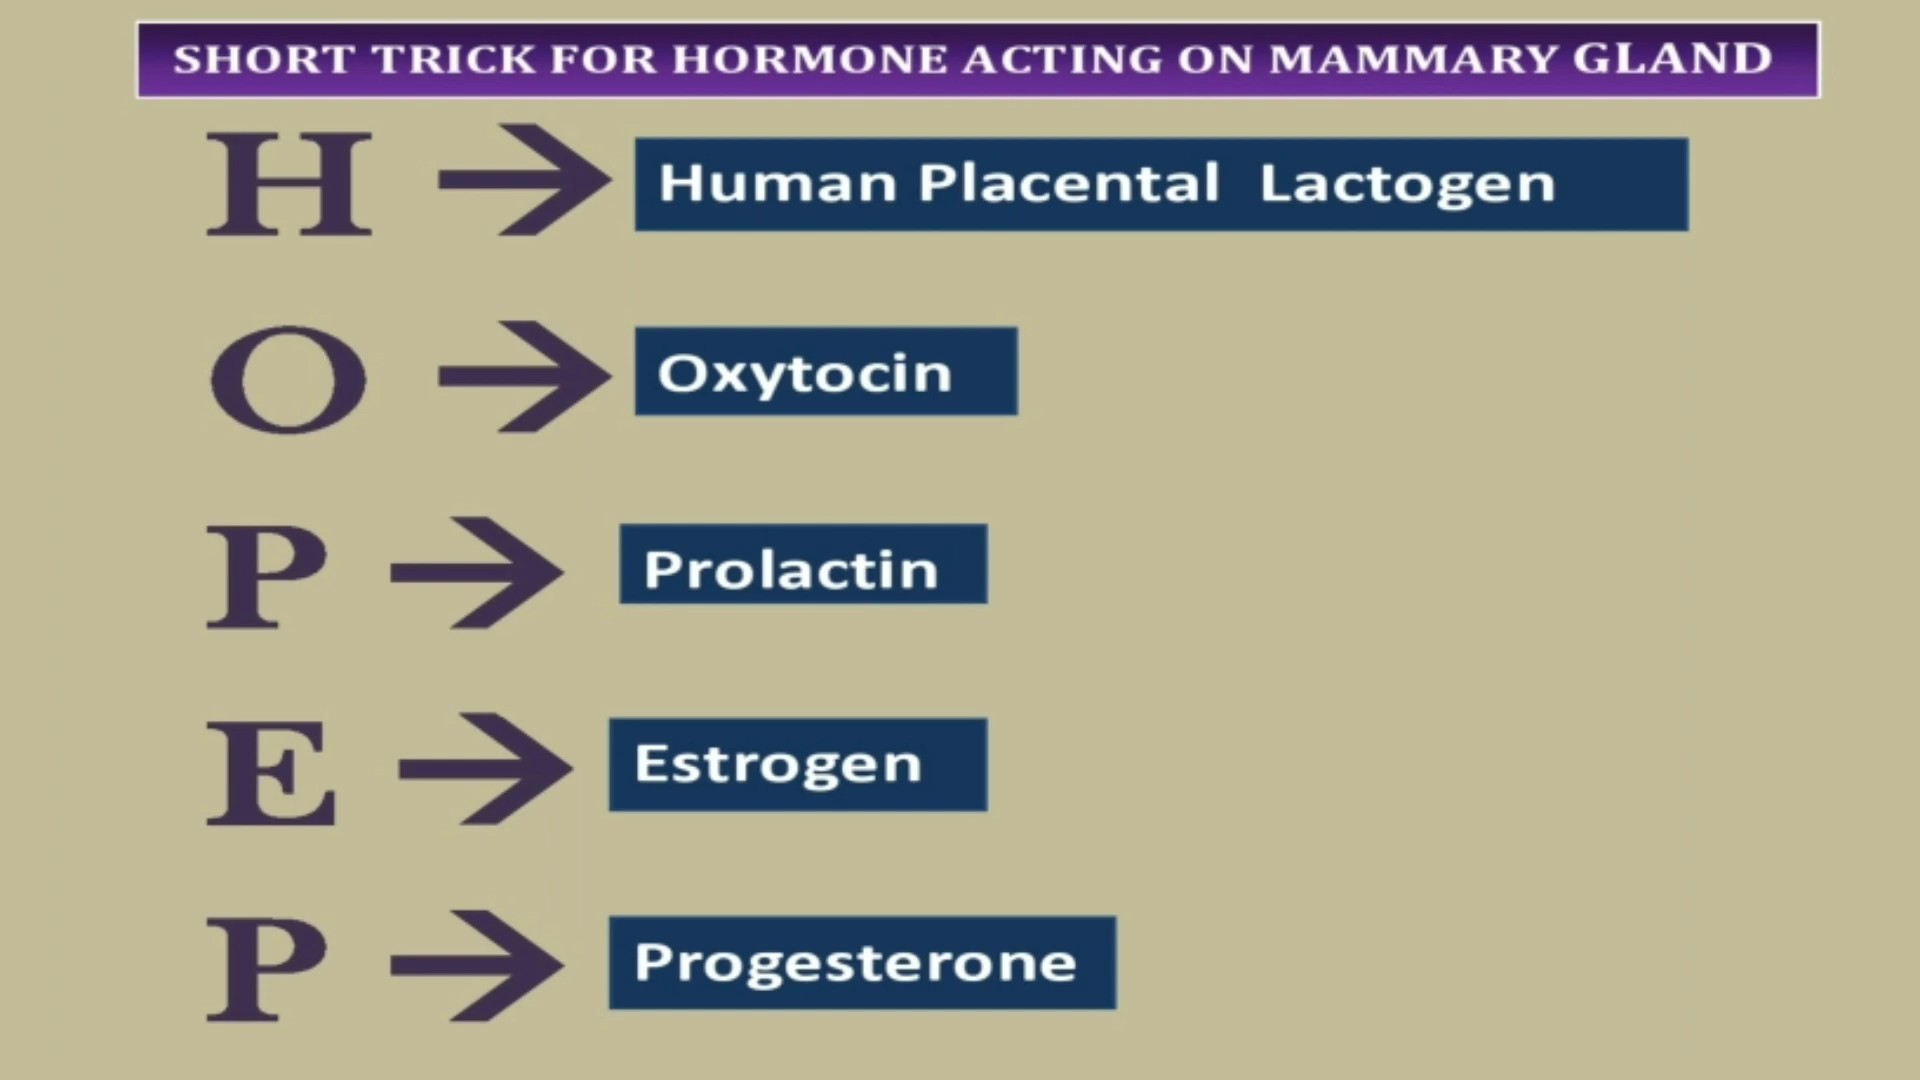 SHORT TRICK FOR HORMONE ACTING ON MAMMARY GLAND
H → Human Placental Lactogen
O → Oxytocin
P → Prolactin
E → Estrogen
P → Progesterone